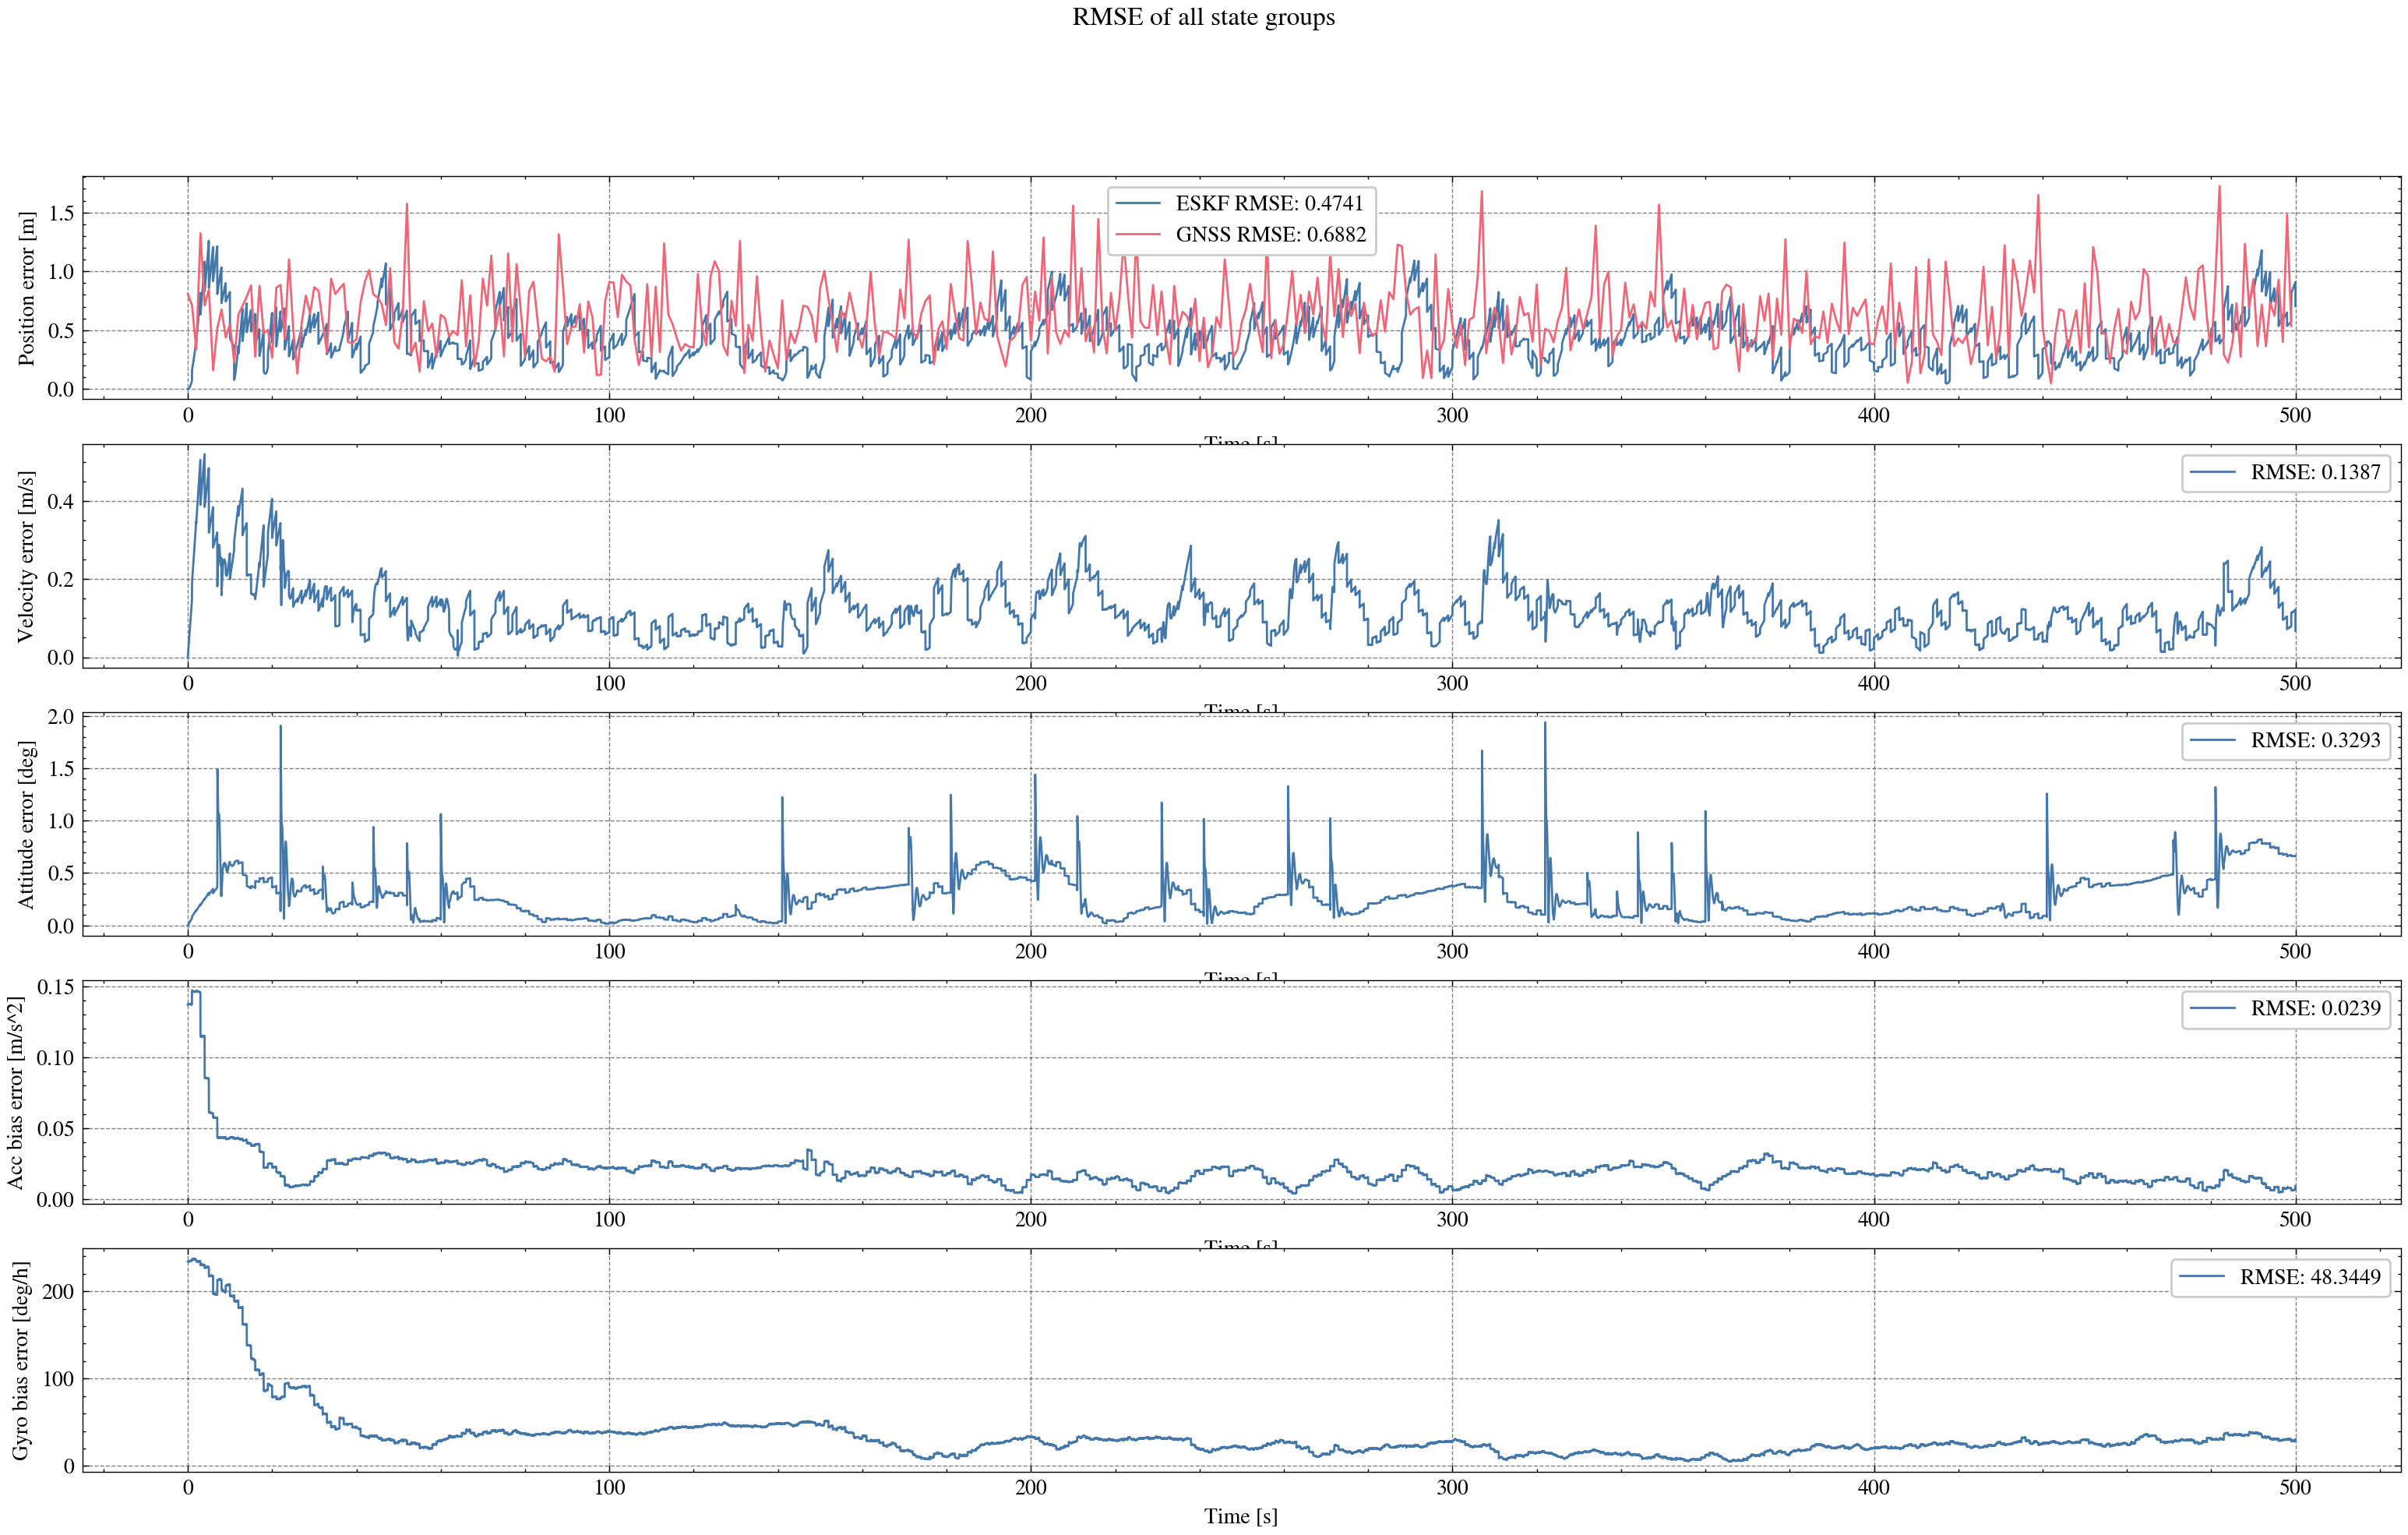 RMSE of all state groups
Position error [m]
1.5
1.0
0.5
0.0
ESKF RMSE: 0.4741
GNSS RMSE: 0.6882
0 100 200 300 400 500
Time [s]
Velocity error [m/s]
0.4
0.2
0.0
RMSE: 0.1387
0 100 200 300 400 500
Time [s]
Attitude error [deg]
2.0
1.5
1.0
0.5
0.0
RMSE: 0.3293
0 100 200 300 400 500
Time [s]
Acc bias error [m/s^2]
0.15
0.10
0.05
0.00
RMSE: 0.0239
0 100 200 300 400 500
Time [s]
Gyro bias error [deg/h]
200
100
0
RMSE: 48.3449
0 100 200 300 400 500
Time [s]